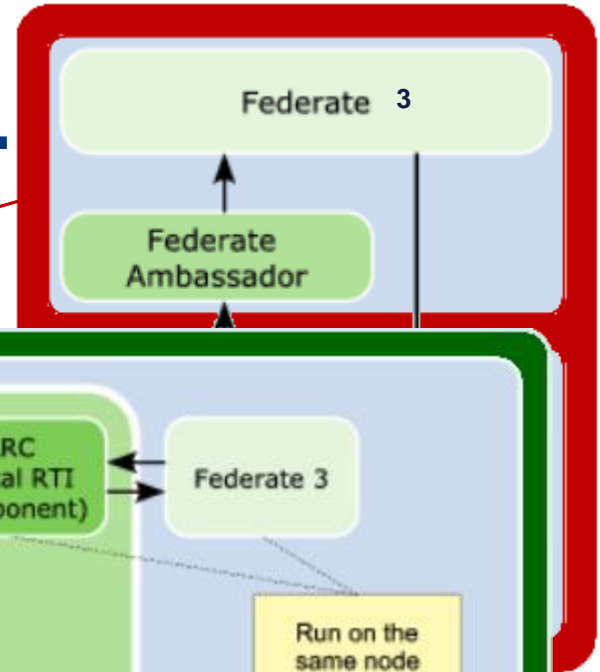 Federate 3
Federate
Ambassador
RC
al RTI
ponent)
Federate 3
Run on the
same node